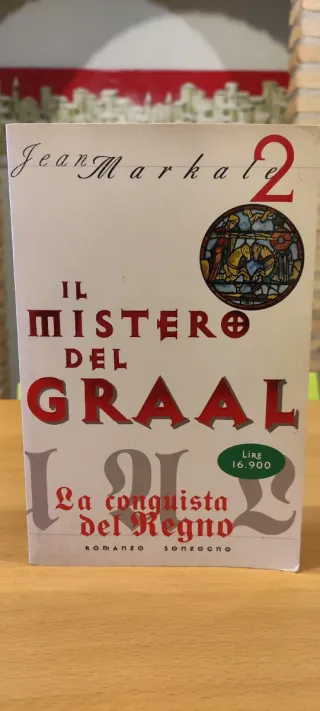 Jean Markale
2
IL
MISTERO
DEL
GRAAL
LIRE
16.900
La conquista
del Regno
ROMANZO SONZOGNO